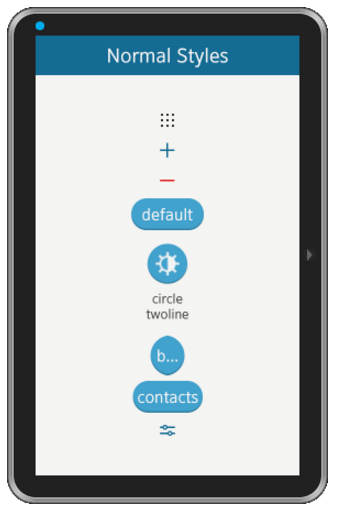 Normal Styles
default
circle
twoline
b...
contacts